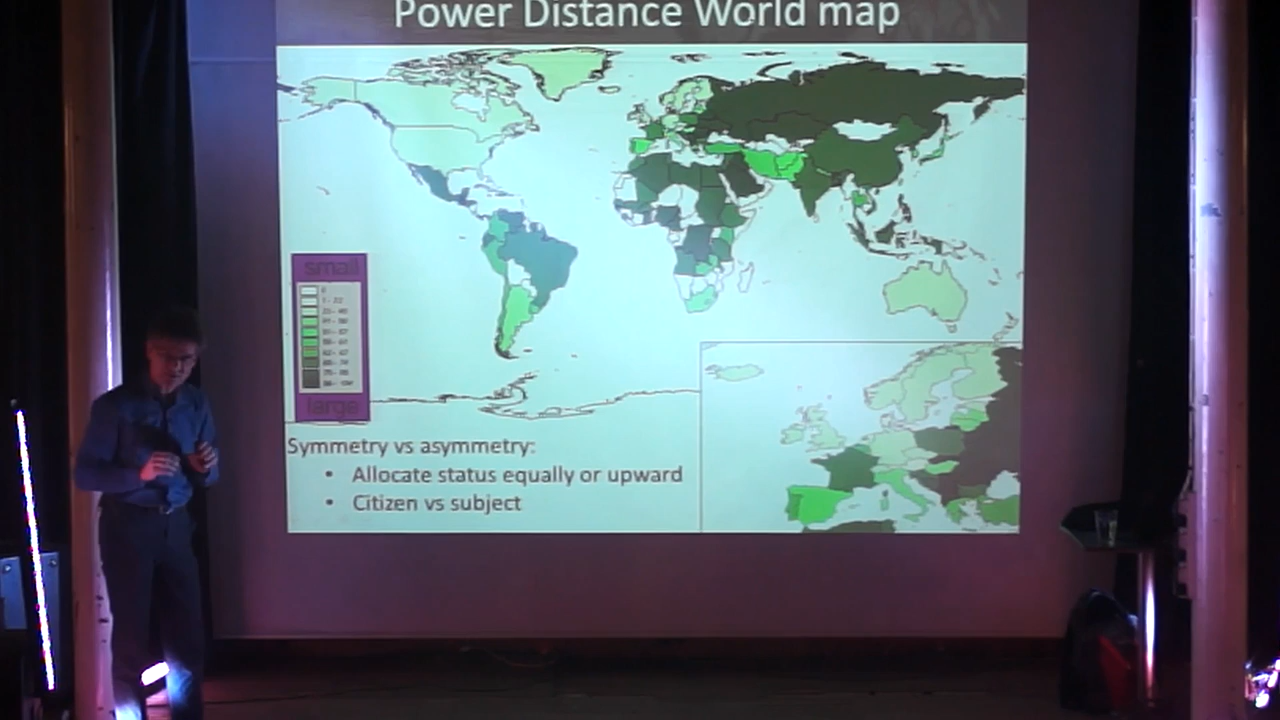 Power Distance World map
small
large
Symmetry vs asymmetry:
• Allocate status equally or upward
• Citizen vs subject